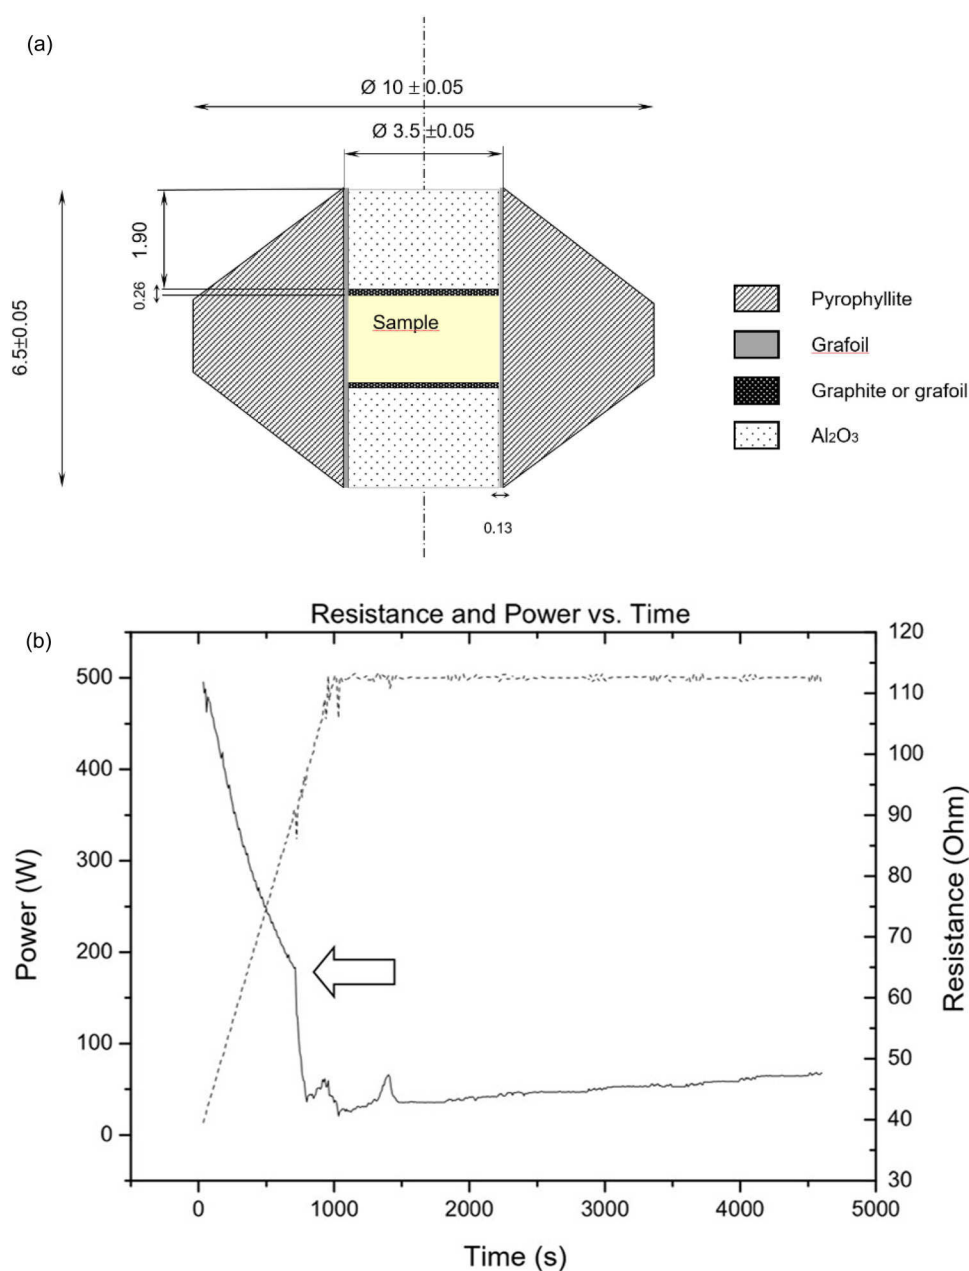 (a)
Ø 10 ± 0.05
Ø 3.5 ±0.05
1.90
0.26
6.5±0.05
Sample
0.13
Pyrophyllite
Grafoil
Graphite or grafoil
Al₂O₃
(b)
Resistance and Power vs. Time
500
400
300
200
100
0
Power (W)
120
110
100
90
80
70
60
50
40
30
Resistance (Ohm)
0 1000 2000 3000 4000 5000
Time (s)